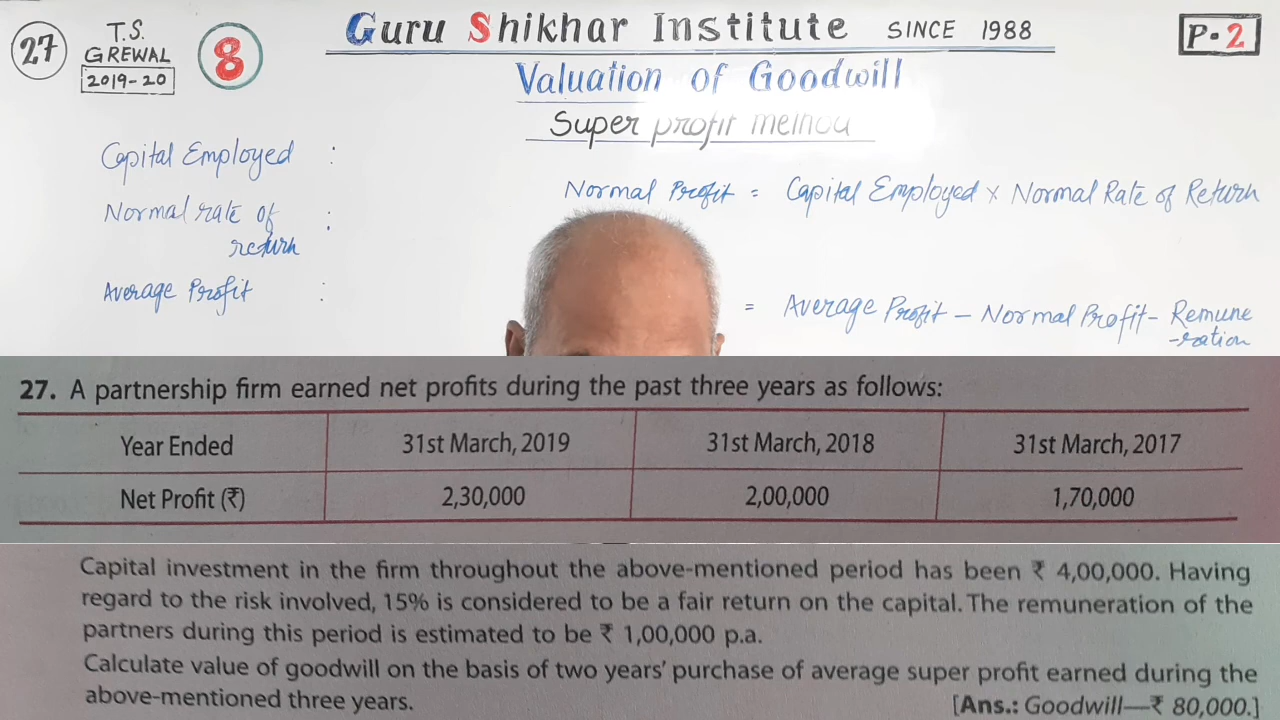 27
T.S.
GREWAL
2019-20
8
Guru Shikhar Institute SINCE 1988
P.2
Valuation of Goodwill
Super profit method
Capital Employed :
Normal rate of return :
Average Profit :
Normal Profit = Capital Employed x Normal Rate of Return
= Average Profit – Normal Profit – Remune
-ration
27. A partnership firm earned net profits during the past three years as follows:
Year Ended 31st March, 2019 31st March, 2018 31st March, 2017
Net Profit (₹) 2,30,000 2,00,000 1,70,000
Capital investment in the firm throughout the above-mentioned period has been ₹ 4,00,000. Having
regard to the risk involved, 15% is considered to be a fair return on the capital. The remuneration of the
partners during this period is estimated to be ₹ 1,00,000 p.a.
Calculate value of goodwill on the basis of two years' purchase of average super profit earned during the
above-mentioned three years. [Ans.: Goodwill—₹ 80,000.]